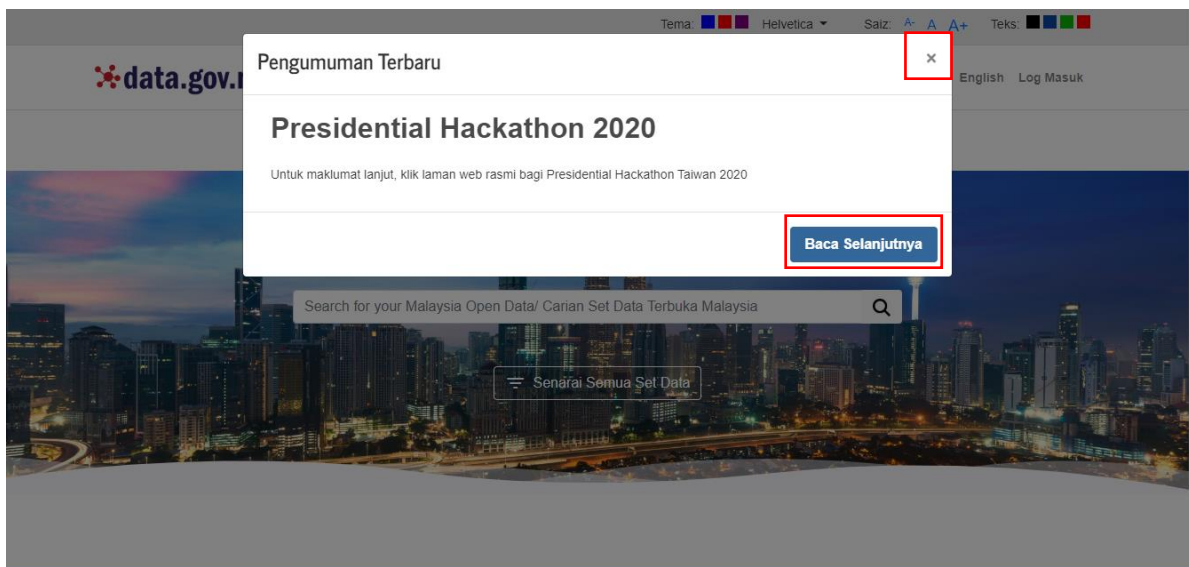 Tema: Helvetica Saiz: A- A A+ Teks:
Pengumuman Terbaru ×
data.gov. English Log Masuk
Presidential Hackathon 2020
Untuk maklumat lanjut, klik laman web rasmi bagi Presidential Hackathon Taiwan 2020
Baca Selanjutnya
Search for your Malaysia Open Data/ Carian Set Data Terbuka Malaysia
Senarai Semua Set Data